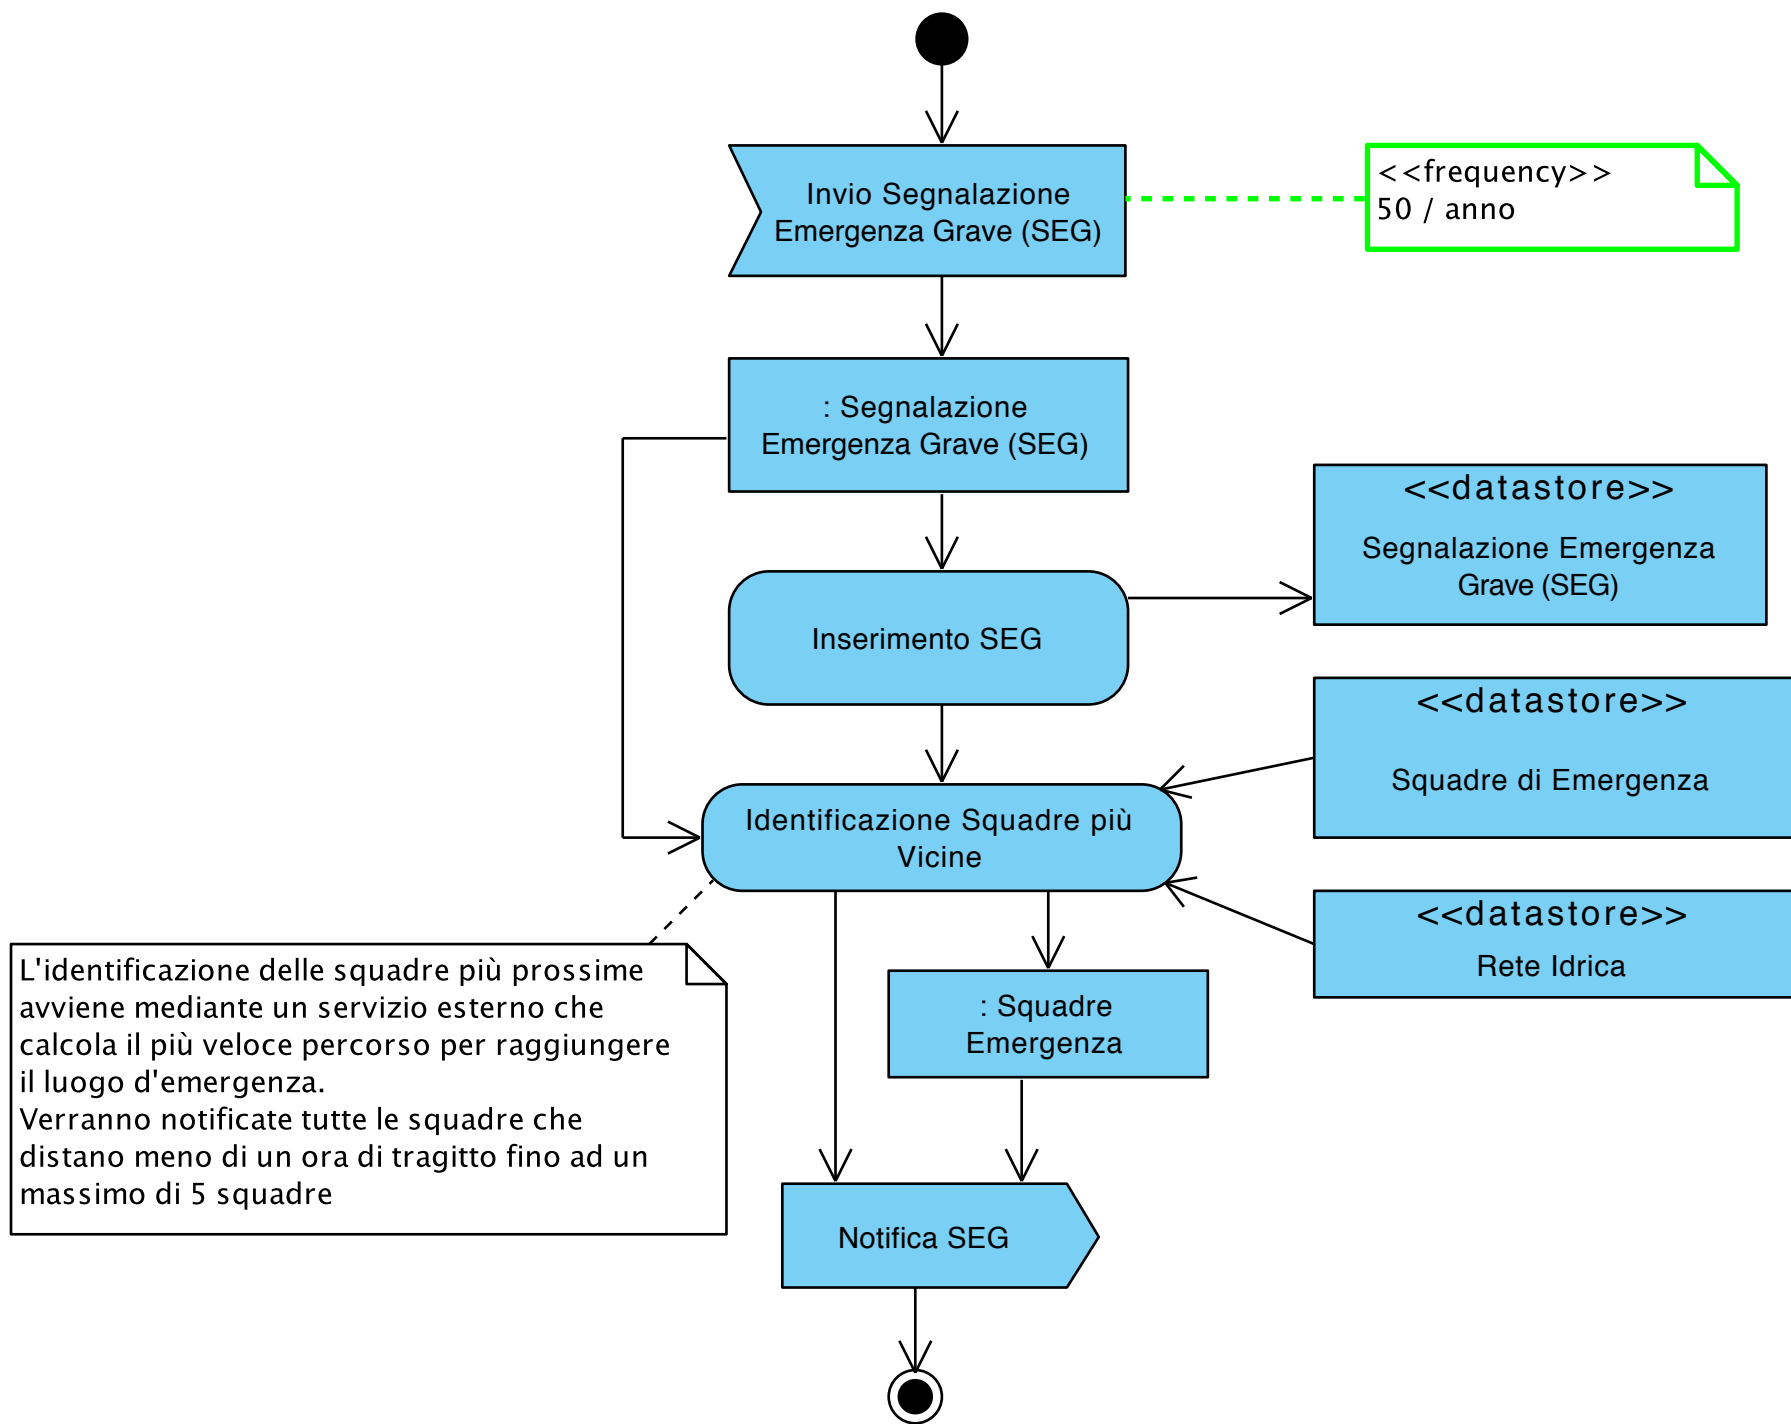 Invio Segnalazione
Emergenza Grave (SEG)
<<frequency>>
50 / anno
: Segnalazione
Emergenza Grave (SEG)
<<datastore>>
Segnalazione Emergenza
Grave (SEG)
Inserimento SEG
<<datastore>>
Squadre di Emergenza
Identificazione Squadre più
Vicine
<<datastore>>
Rete Idrica
L'identificazione delle squadre più prossime
avviene mediante un servizio esterno che
calcola il più veloce percorso per raggiungere
il luogo d'emergenza.
Verranno notificate tutte le squadre che
distano meno di un ora di tragitto fino ad un
massimo di 5 squadre
: Squadre
Emergenza
Notifica SEG